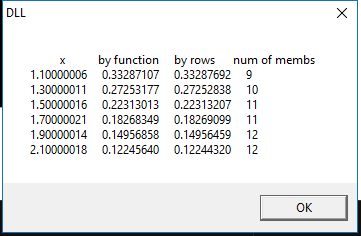 DLL
x by function by rows num of membs
1.10000006 0.33287107 0.33287692 9
1.30000011 0.27253177 0.27252838 10
1.50000016 0.22313013 0.22313207 11
1.70000021 0.18268349 0.18269099 11
1.90000014 0.14956858 0.14956459 12
2.10000018 0.12245640 0.12244320 12
OK